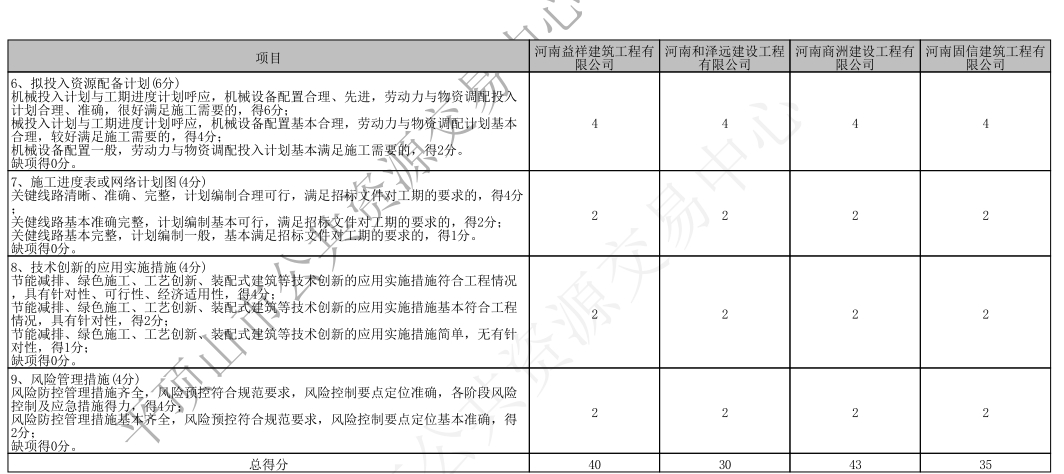 项目
河南益祥建筑工程有
限公司
河南和泽远建设工程
有限公司
河南商洲建设工程有
限公司
河南固信建筑工程有
限公司
6、拟投入资源配备计划(6分)
机械投入计划与工期进度计划呼应，机械设备配置合理、先进，劳动力与物资调配投入
计划合理、准确，很好满足施工需要的，得6分；
械投入计划与工期进度计划呼应，机械设备配置基本合理，劳动力与物资调配计划基本
合理，较好满足施工需要的，得4分；
机械设备配置一般，劳动力与物资调配投入计划基本满足施工需要的，得2分。
缺项得0分。
4 4 4 4
7、施工进度表或网络计划图(4分)
关键线路清晰、准确、完整，计划编制合理可行，满足招标文件对工期的要求的，得4分
；
关健线路基本准确完整，计划编制基本可行，满足招标文件对工期的要求的，得2分；
关健线路基本完整，计划编制一般，基本满足招标文件对工期的要求的，得1分。
缺项得0分。
2 2 2 2
8、技术创新的应用实施措施(4分)
节能减排、绿色施工、工艺创新、装配式建筑等技术创新的应用实施措施符合工程情况
，具有针对性、可行性、经济适用性，得4分；
节能减排、绿色施工、工艺创新、装配式建筑等技术创新的应用实施措施基本符合工程
情况，具有针对性，得2分；
节能减排、绿色施工、工艺创新、装配式建筑等技术创新的应用实施措施简单，无有针
对性，得1分；
缺项得0分。
2 2 2 2
9、风险管理措施(4分)
风险防控管理措施齐全，风险预控符合规范要求，风险控制要点定位准确，各阶段风险
控制及应急措施得力，得4分；
风险防控管理措施基本齐全，风险预控符合规范要求，风险控制要点定位基本准确，得
2分；
缺项得0分。
2 2 2 2
总得分 40 30 43 35
平顶山市公共资源交易中心
公共资源交易中心